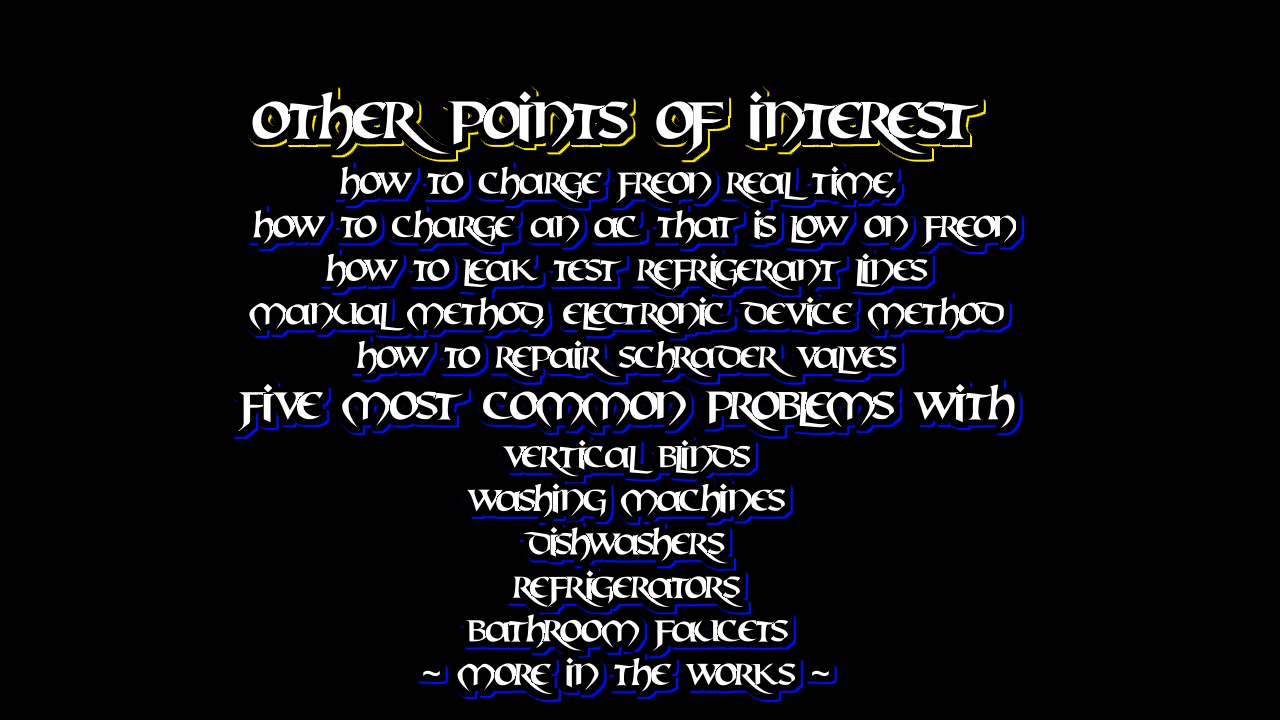 Other Points of Interest
How to charge freon real time,
How to charge an ac that is low on freon
How to leak test refrigerant lines
Manual method, electronic device method
How to repair schrader valves
Five most common problems with
Vertical blinds
Washing machines
Dishwashers
Refrigerators
Bathroom faucets
~ More in the works ~